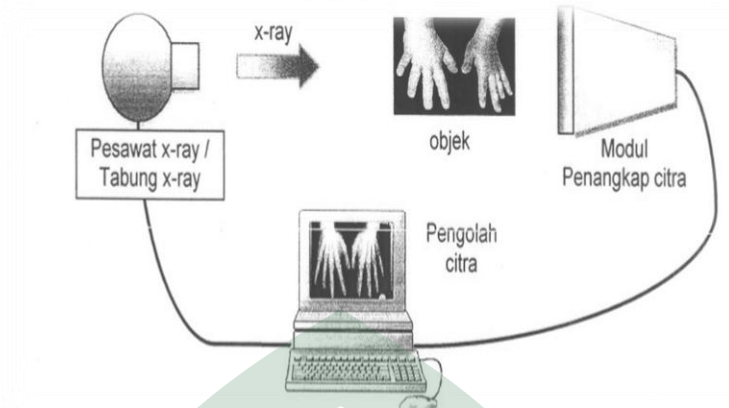 x-ray
Pesawat x-ray /
Tabung x-ray
objek
Modul
Penangkap citra
Pengolah
citra